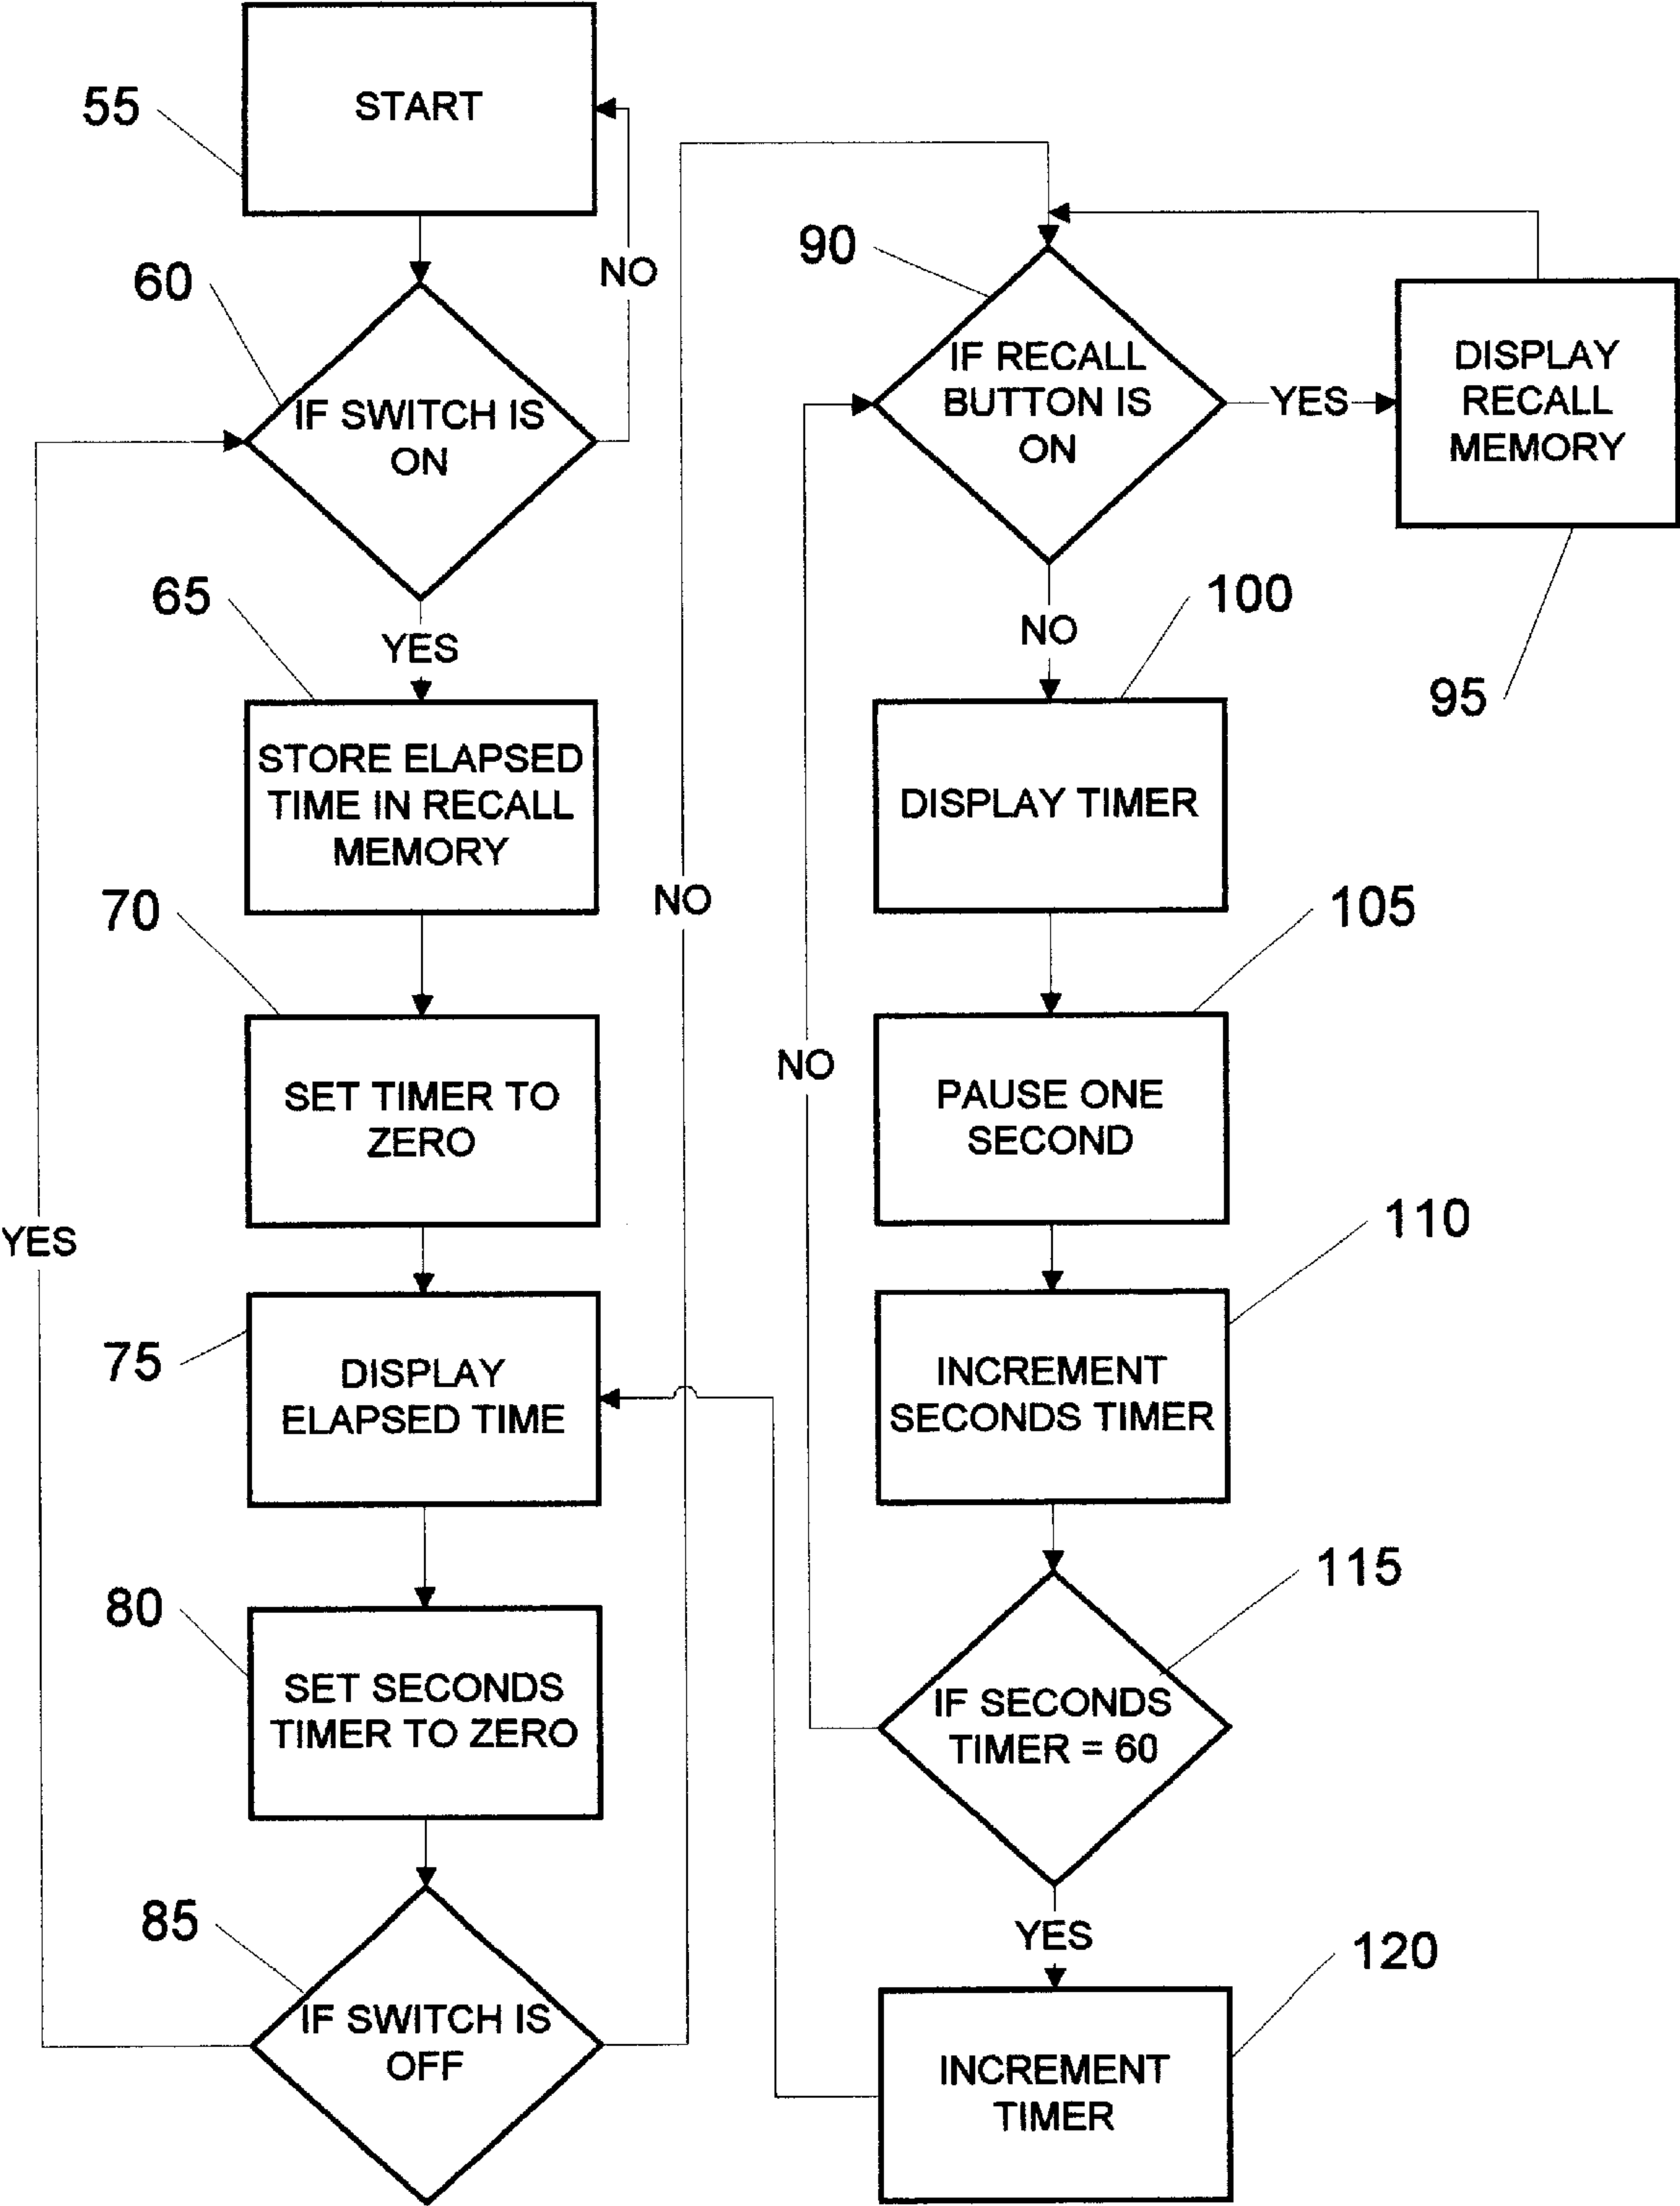 55
START
60
NO
IF SWITCH IS
ON
65
YES
STORE ELAPSED
TIME IN RECALL
MEMORY
70
SET TIMER TO
ZERO
YES
75
DISPLAY
ELAPSED TIME
80
SET SECONDS
TIMER TO ZERO
85
IF SWITCH IS
OFF
NO
90
IF RECALL
BUTTON IS
ON
YES
DISPLAY
RECALL
MEMORY
95
NO
100
DISPLAY TIMER
105
PAUSE ONE
SECOND
NO
110
INCREMENT
SECONDS TIMER
115
IF SECONDS
TIMER = 60
YES
120
INCREMENT
TIMER